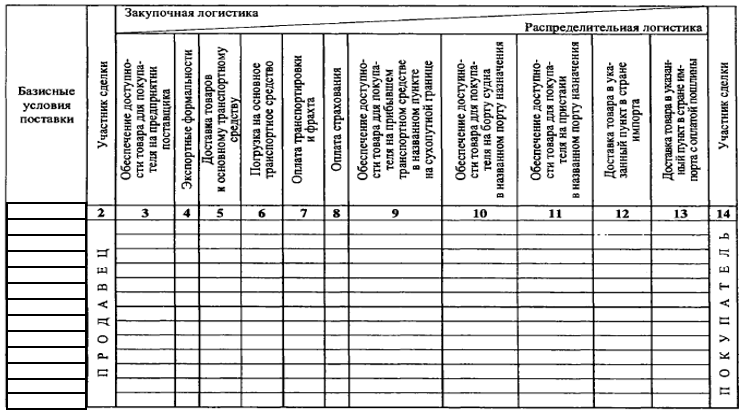 Закупочная логистика
Распределительная логистика
Базисные
условия
поставки
Участник сделки
Обеспечение доступно-
сти товара для покупа-
теля на предприятии
поставщика
Экспортные формальности
Доставка товаров
к основному транспортному
средству
Погрузка на основное
транспортное средство
Оплата транспортировки
и фрахта
Оплата страхования
Обеспечение доступно-
сти товара для покупа-
теля на прибывшем
транспортном средстве
в названном пункте
на сухопутной границе
Обеспечение доступно-
сти товара для покупа-
теля на борту судна
в названном порту назначения
Обеспечение доступно-
сти товара для покупа-
теля на пристани
в названном порту назначения
Доставка товара в ука-
занный пункт в стране
импорта
Доставка товара в указан-
ный пункт в стране им-
порта с оплатой пошлины
Участник сделки
2 3 4 5 6 7 8 9 10 11 12 13 14
ПРОДАВЕЦ
ПОКУПАТЕЛЬ